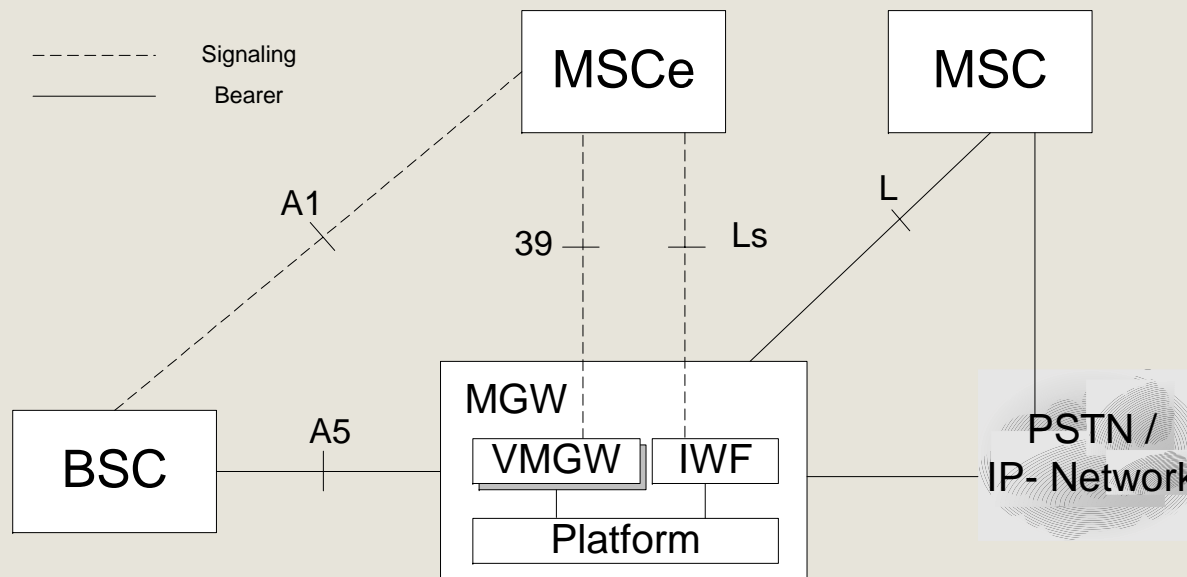 Signaling
Bearer
MSCe
MSC
A1
39
Ls
L
MGW
A5
BSC
VMGW
IWF
Platform
PSTN /
IP- Network